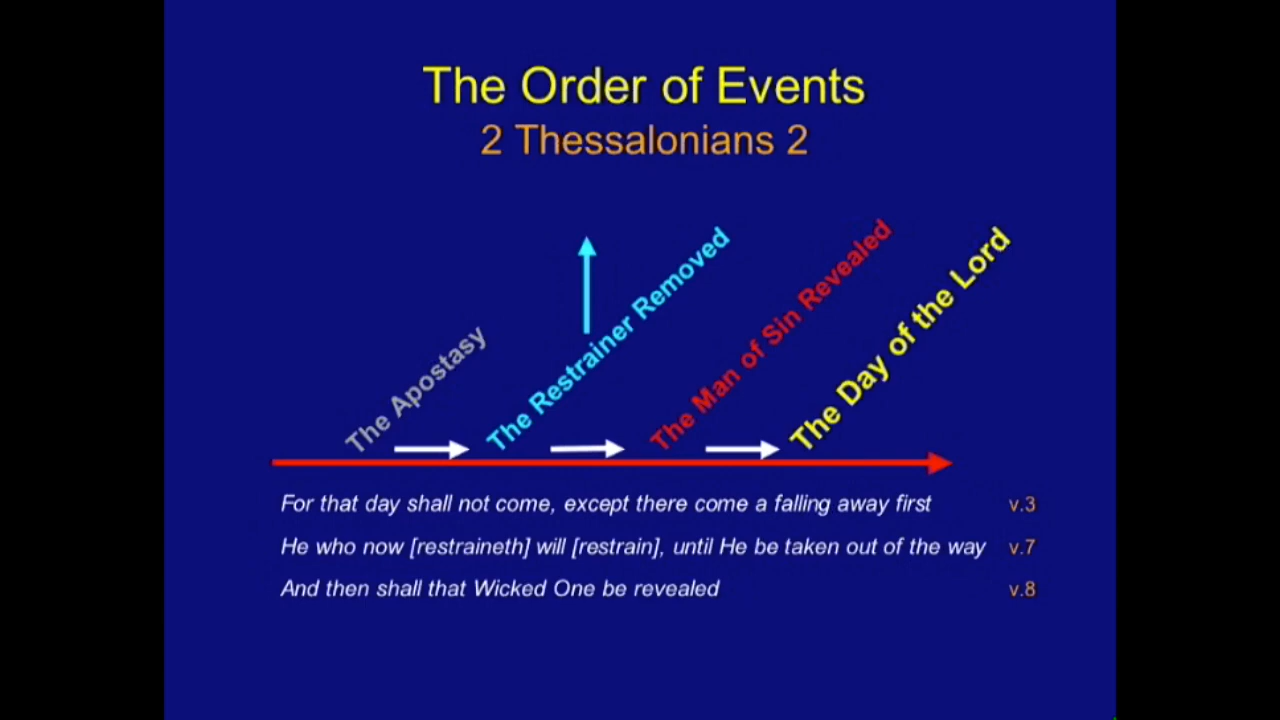 The Order of Events
2 Thessalonians 2
The Apostasy
The Restrainer Removed
The Man of Sin Revealed
The Day of the Lord
For that day shall not come, except there come a falling away first v.3
He who now [restraineth] will [restrain], until He be taken out of the way v.7
And then shall that Wicked One be revealed v.8